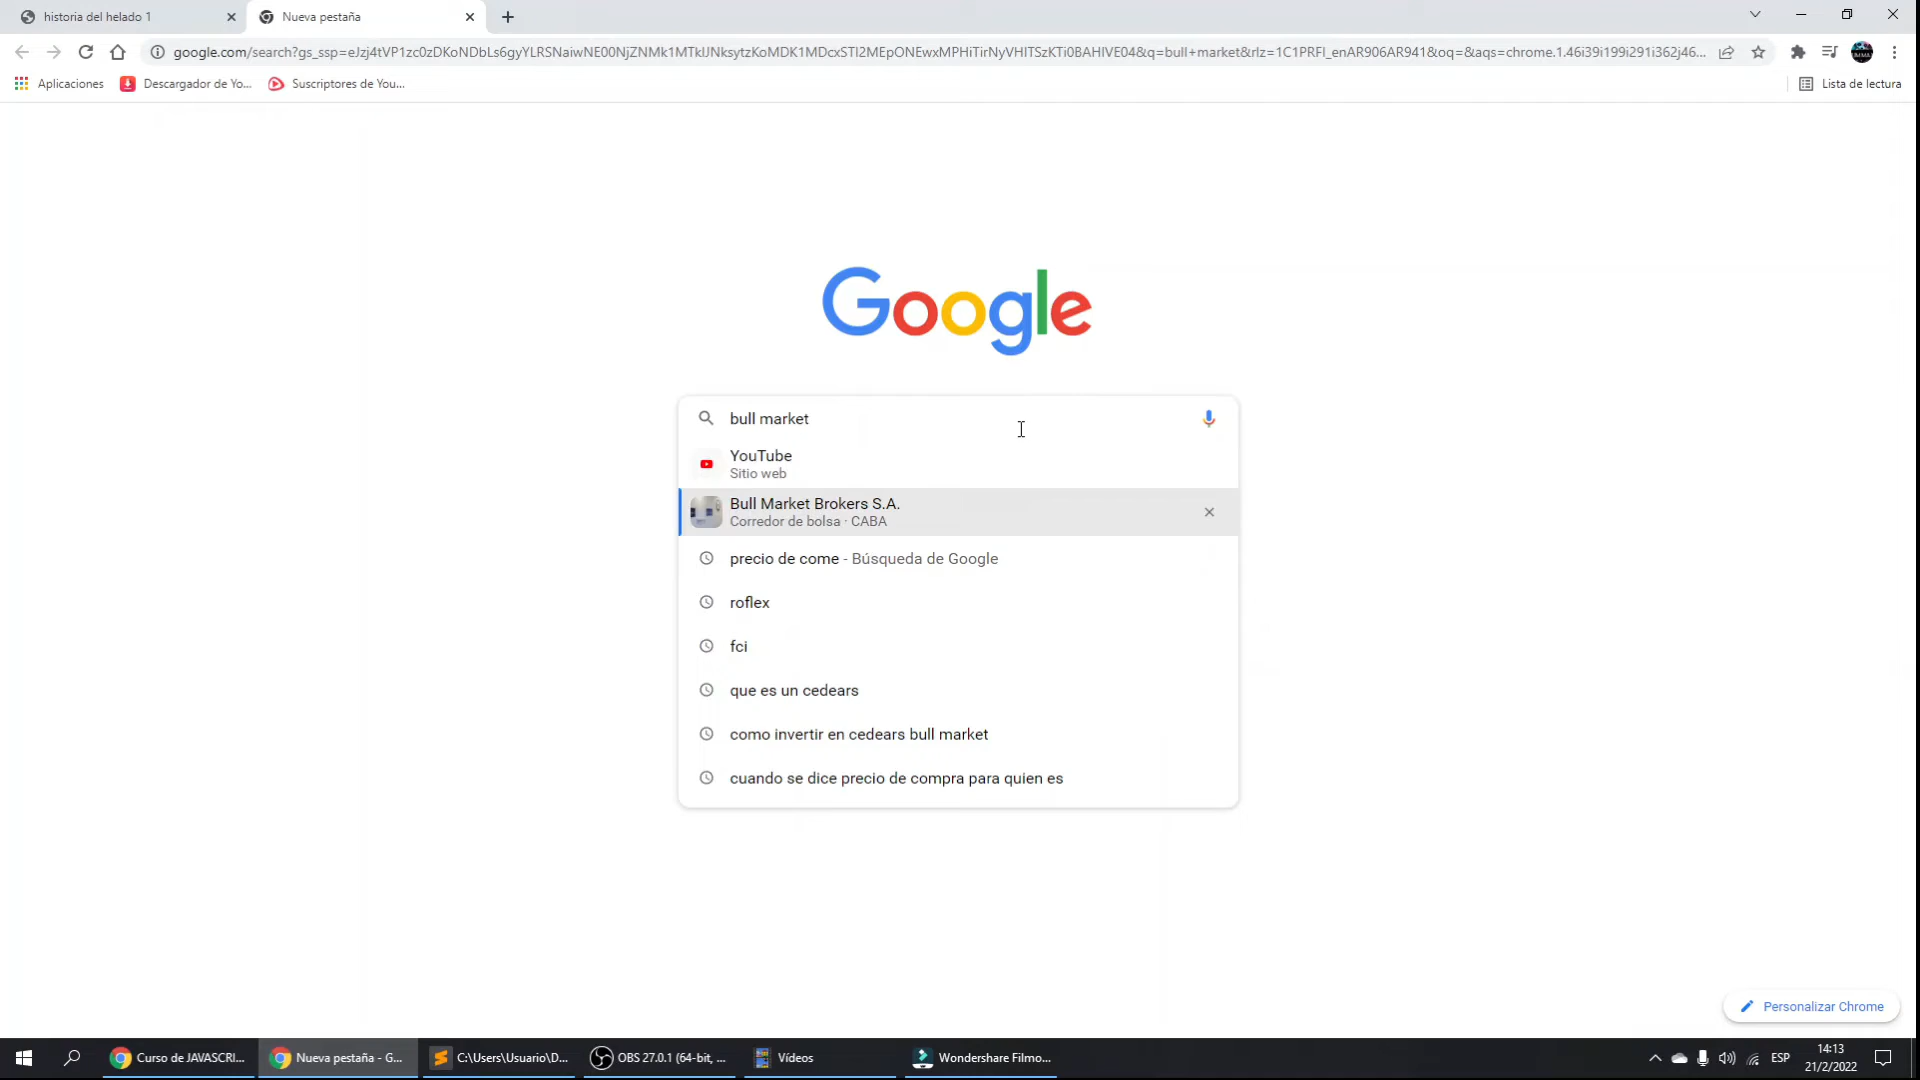 historia del helado 1
Nueva pestaña
google.com/search?gs_ssp=eJzj4tVP1zc0zDKoNDbLs6gyYLRSNaiwNE00NjZNMk1MTklJNksytzKoMDK1MDcxSTI2MEpONEwxMPHiTirNyVHITSzKTi0BAHlVE04&q=bull+market&rlz=1C1PRFI_enAR906AR941&oq=&aqs=chrome.1.46i39i199i291i362j46...
Aplicaciones
Descargador de Yo...
Suscriptores de You...
Lista de lectura
Google
bull market
YouTube
Sitio web
Bull Market Brokers S.A.
Corredor de bolsa · CABA
precio de come - Búsqueda de Google
roflex
fci
que es un cedears
como invertir en cedears bull market
cuando se dice precio de compra para quien es
Personalizar Chrome
Curso de JAVASCRI...
Nueva pestaña - G...
C:\Users\Usuario\D...
OBS 27.0.1 (64-bit, ...
Vídeos
Wondershare Filmo...
ESP
14:13
21/2/2022